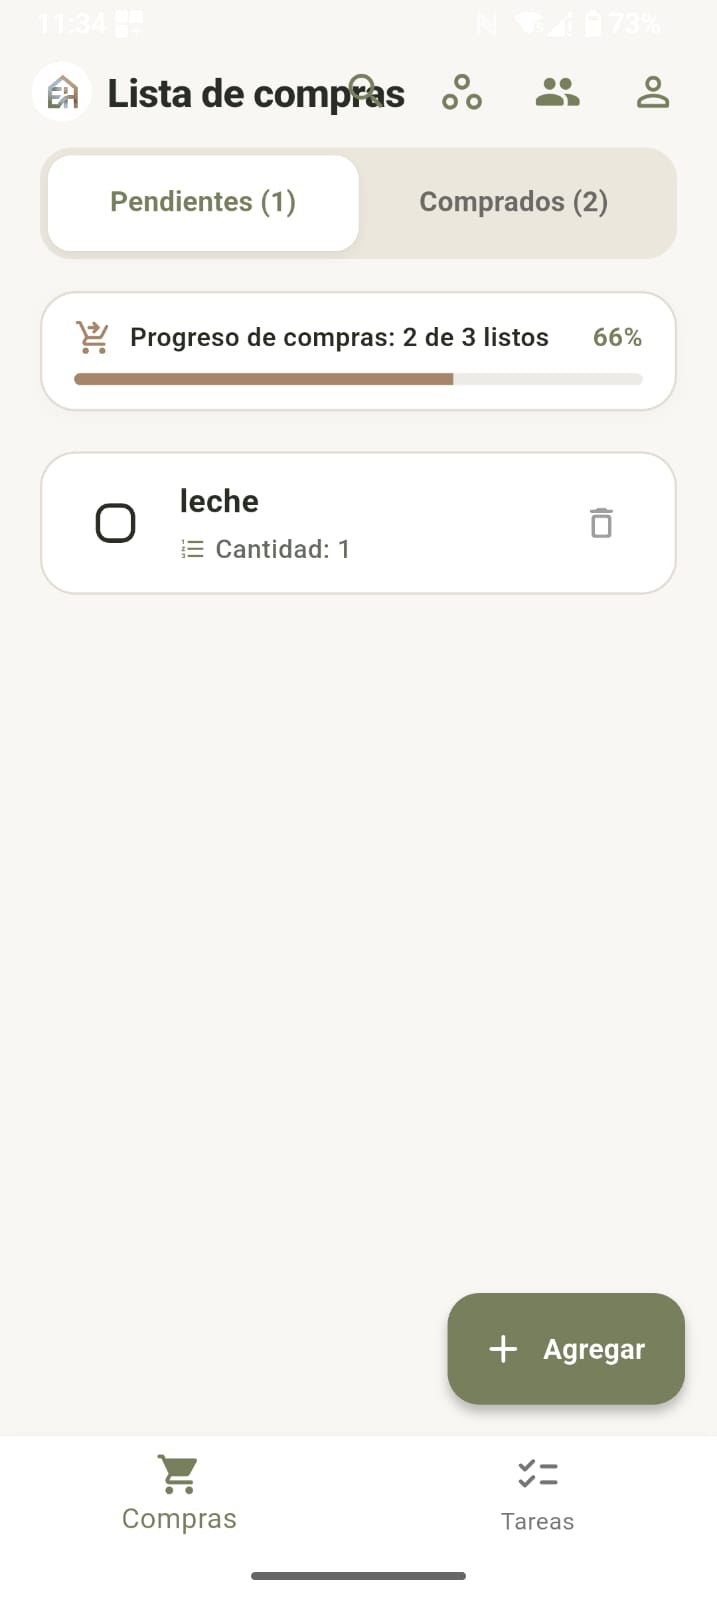 11:34
73%
EH
Lista de compras
Pendientes (1)
Comprados (2)
Progreso de compras: 2 de 3 listos
66%
leche
Cantidad: 1
Agregar
Compras
Tareas